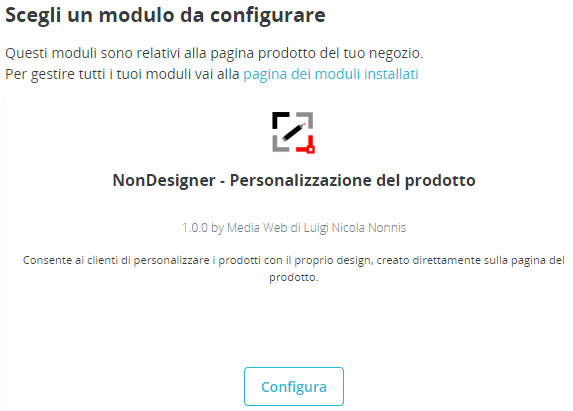 Scegli un modulo da configurare
Questi moduli sono relativi alla pagina prodotto del tuo negozio.
Per gestire tutti i tuoi moduli vai alla pagina dei moduli installati
NonDesigner - Personalizzazione del prodotto
1.0.0 by Media Web di Luigi Nicola Nonnis
Consente ai clienti di personalizzare i prodotti con il proprio design, creato direttamente sulla pagina del
prodotto.
Configura